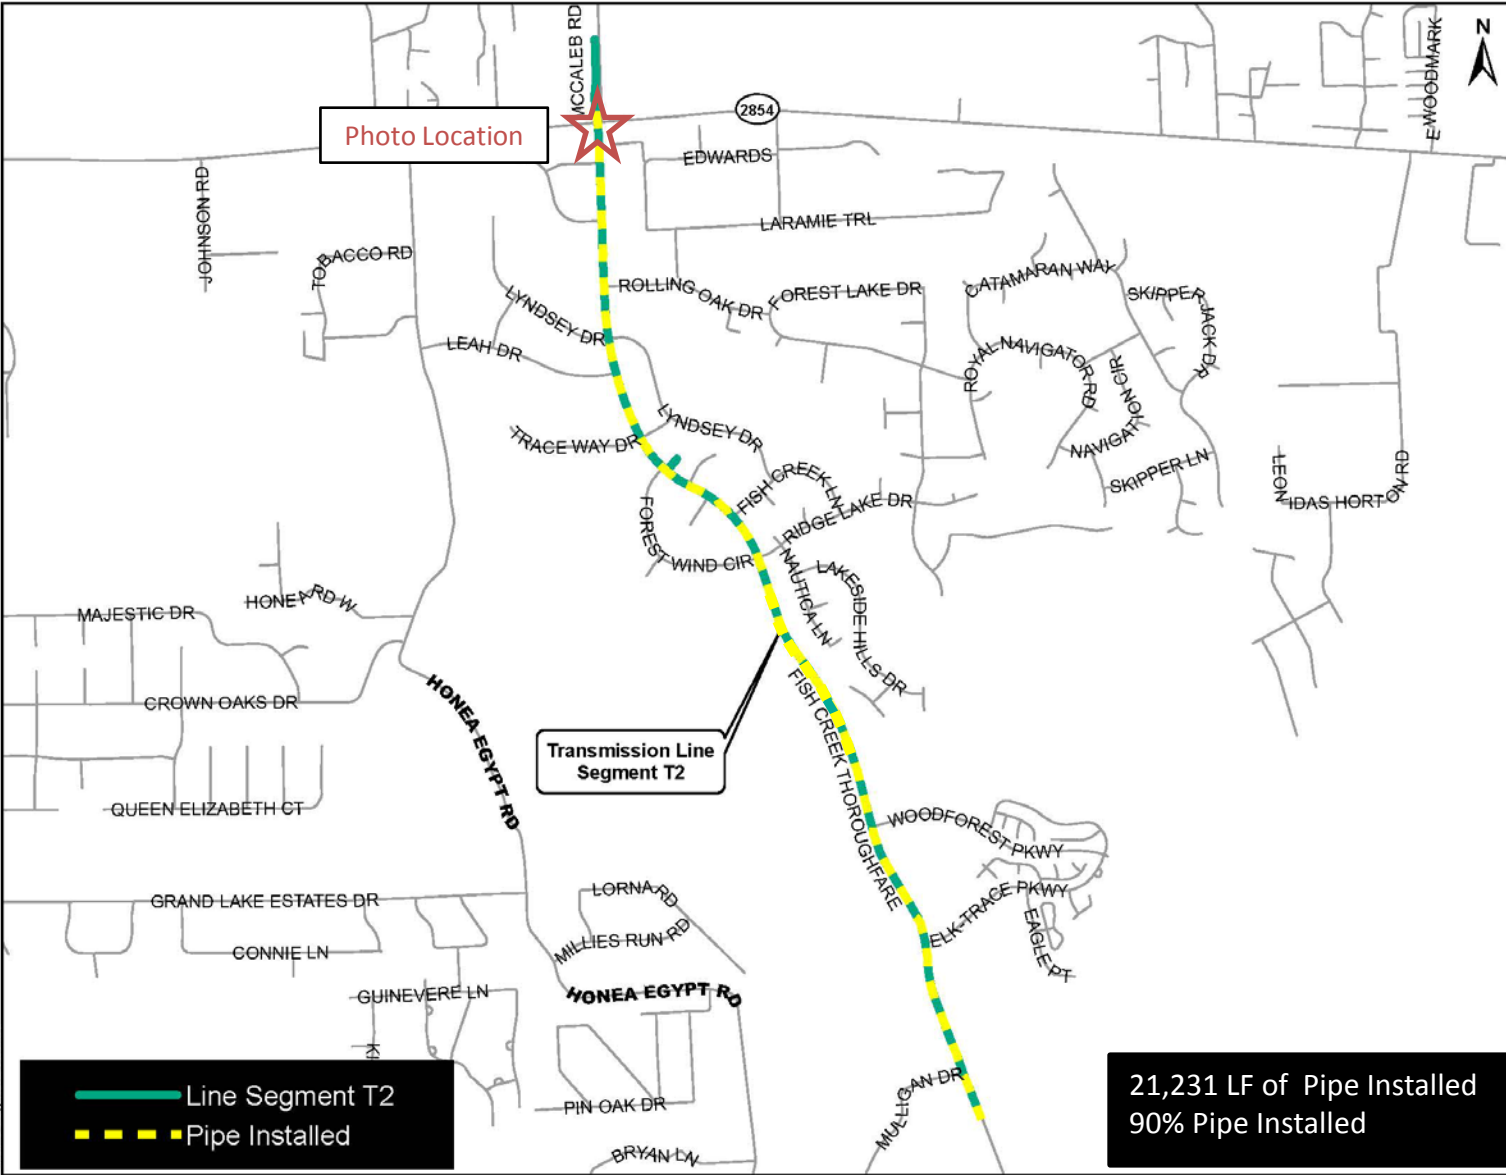 MCCALEB RD
N
E WOODMARK
2854
Photo Location
EDWARDS
JOHNSON RD
LARAMIE TRL
TOBACCO RD
CATAMARAN WAY
ROLLING OAK DR
FOREST LAKE DR
SKIPPER JACK DR
LYNDSEY DR
LEAH DR
ROYAL NAVIGATOR RD
NAVIGATION CIR
LYNDSEY DR
TRACE WAY DR
SKIPPER LN
FISH CREEK LN
LEONIDAS HORTON RD
RIDGE LAKE DR
FOREST WIND CIR
NAUTICA LN
LAKESIDE HILLS DR
HONEA RD W
MAJESTIC DR
CROWN OAKS DR
HONEA EGYPT RD
FISH CREEK THOROUGHFARE
Transmission Line
Segment T2
QUEEN ELIZABETH CT
WOODFOREST PKWY
GRAND LAKE ESTATES DR
LORNA RD
ELK-TRACE PKWY
EAGLE PT
MILLIES RUN RD
CONNIE LN
GUINEVERE LN
HONEA EGYPT RD
KI
PIN OAK DR
MULLIGAN DR
BRYAN LN
Line Segment T2
Pipe Installed
21,231 LF of Pipe Installed
90% Pipe Installed